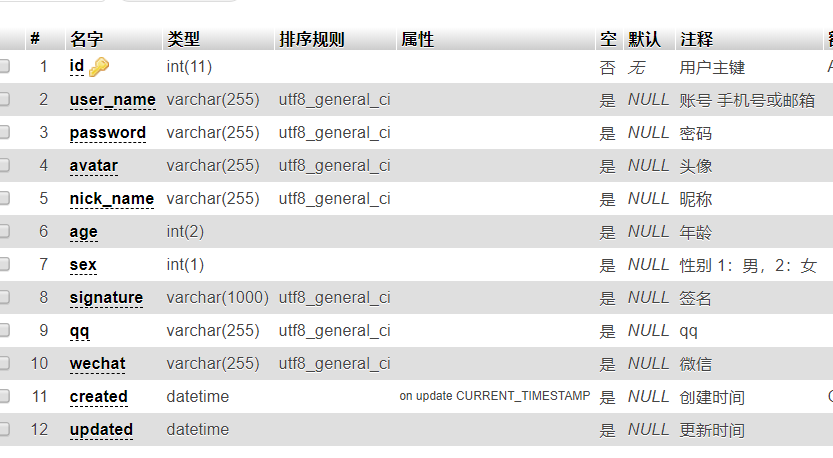 # 名字 类型 排序规则 属性 空 默认 注释
1 id int(11) 否 无 用户主键
2 user_name varchar(255) utf8_general_ci 是 NULL 账号 手机号或邮箱
3 password varchar(255) utf8_general_ci 是 NULL 密码
4 avatar varchar(255) utf8_general_ci 是 NULL 头像
5 nick_name varchar(255) utf8_general_ci 是 NULL 昵称
6 age int(2) 是 NULL 年龄
7 sex int(1) 是 NULL 性别 1：男，2：女
8 signature varchar(1000) utf8_general_ci 是 NULL 签名
9 qq varchar(255) utf8_general_ci 是 NULL qq
10 wechat varchar(255) utf8_general_ci 是 NULL 微信
11 created datetime on update CURRENT_TIMESTAMP 是 NULL 创建时间
12 updated datetime 是 NULL 更新时间